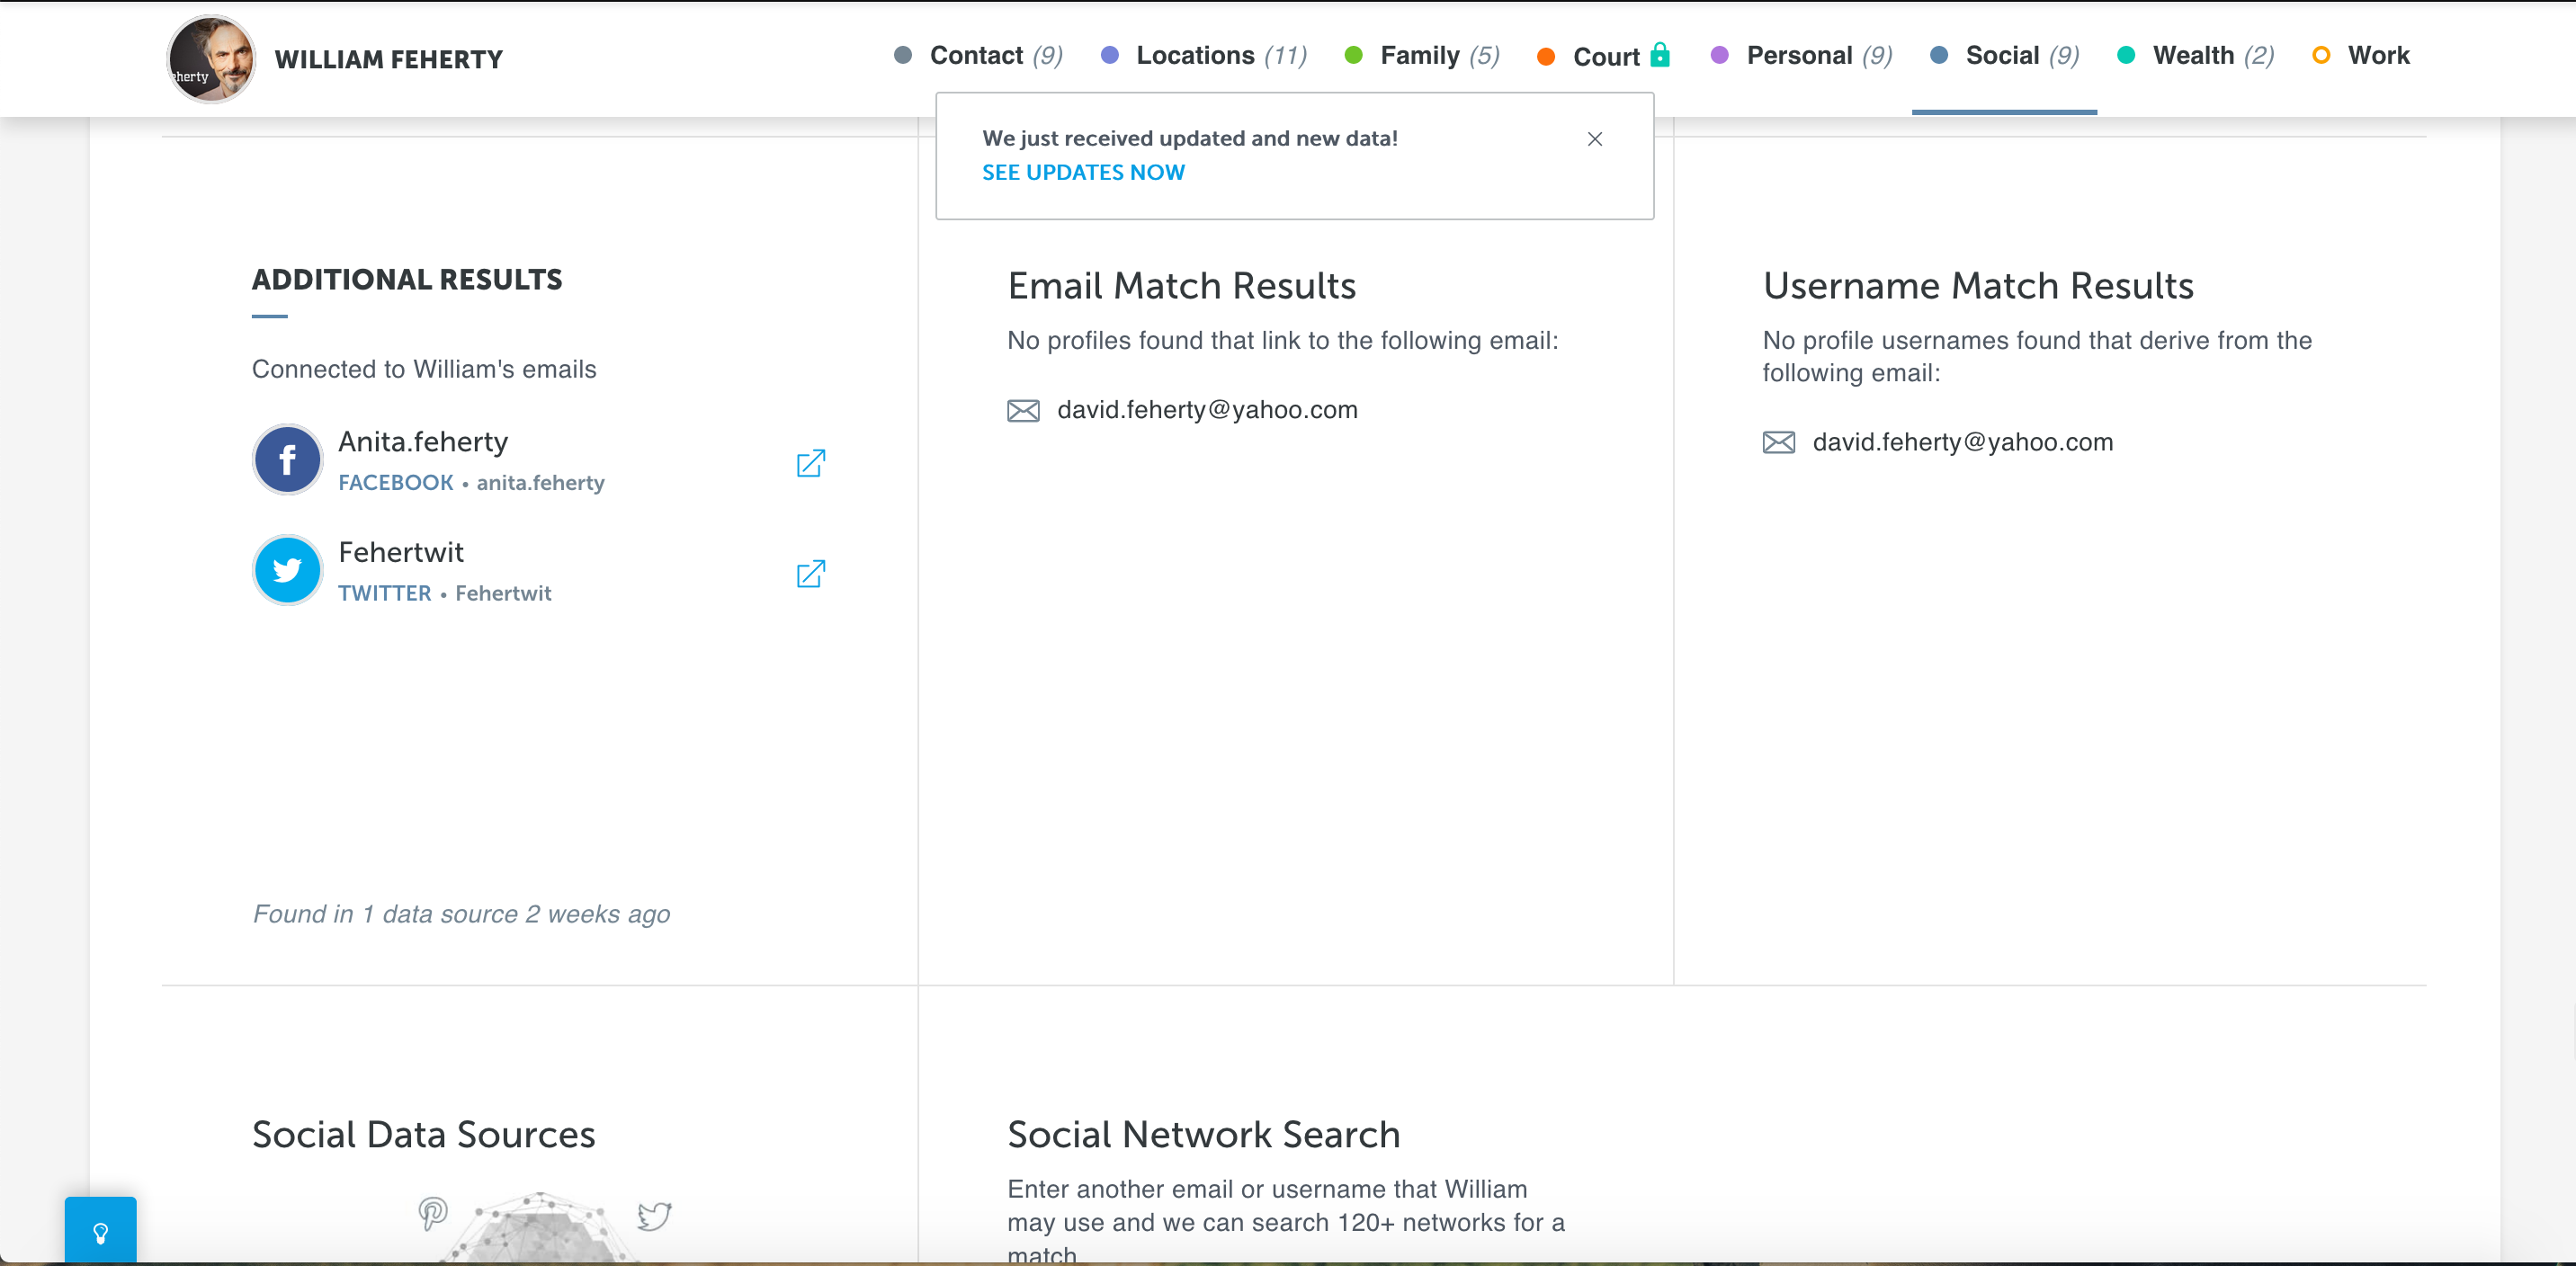 herty
WILLIAM FEHERTY
Contact (9)
Locations (11)
Family (5)
Court
Personal (9)
Social (9)
Wealth (2)
Work
We just received updated and new data!
SEE UPDATES NOW
ADDITIONAL RESULTS
Connected to William's emails
Anita.feherty
FACEBOOK • anita.feherty
Fehertwit
TWITTER • Fehertwit
Found in 1 data source 2 weeks ago
Email Match Results
No profiles found that link to the following email:
david.feherty@yahoo.com
Username Match Results
No profile usernames found that derive from the
following email:
david.feherty@yahoo.com
Social Data Sources
Social Network Search
Enter another email or username that William
may use and we can search 120+ networks for a
match